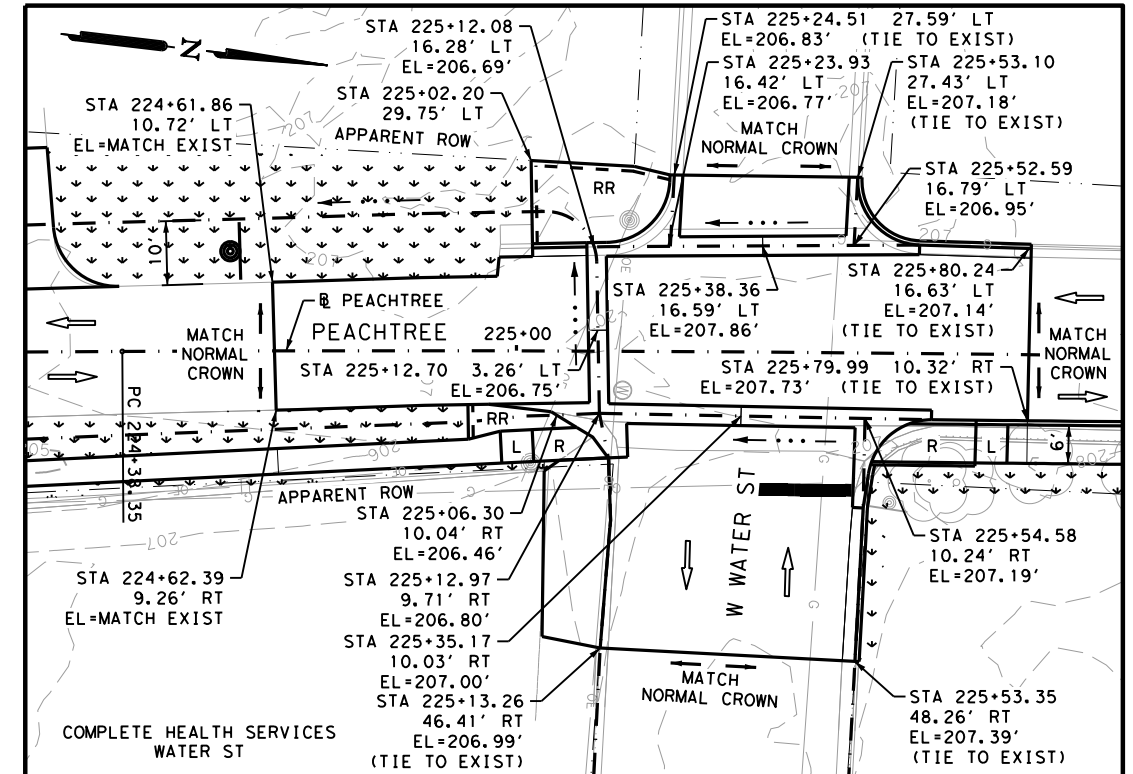 STA 225+12.08
16.28' LT
EL=206.69'
STA 225+02.20
29.75' LT
APPARENT ROW
STA 225+24.51 27.59' LT
EL=206.83' (TIE TO EXIST)
STA 225+23.93
16.42' LT
EL=206.77'
STA 225+53.10
27.43' LT
EL=207.18'
(TIE TO EXIST)
N
STA 224+61.86
10.72' LT
EL=MATCH EXIST
MATCH
NORMAL CROWN
STA 225+52.59
16.79' LT
EL=206.95'
207
207
207
207
RR
10'
OE
STA 225+38.36
16.59' LT
EL=207.86'
STA 225+80.24
16.63' LT
EL=207.14'
(TIE TO EXIST)
BL PEACHTREE
PEACHTREE
225+00
MATCH
NORMAL
CROWN
MATCH
NORMAL
CROWN
STA 225+12.70 3.26' LT
EL=206.75'
STA 225+79.99 10.32' RT
EL=207.73' (TIE TO EXIST)
PC 224+38.35
W
RR
L
R
R
L
6'
206
G
G
OE
APPARENT ROW
STA 225+06.30
10.04' RT
EL=206.46'
207
W WATER ST
G
STA 225+54.58
10.24' RT
EL=207.19'
STA 224+62.39
9.26' RT
EL=MATCH EXIST
STA 225+12.97
9.71' RT
EL=206.80'
STA 225+35.17
10.03' RT
EL=207.00'
STA 225+13.26
46.41' RT
EL=206.99'
(TIE TO EXIST)
MATCH
NORMAL CROWN
STA 225+53.35
48.26' RT
EL=207.39'
(TIE TO EXIST)
COMPLETE HEALTH SERVICES
WATER ST